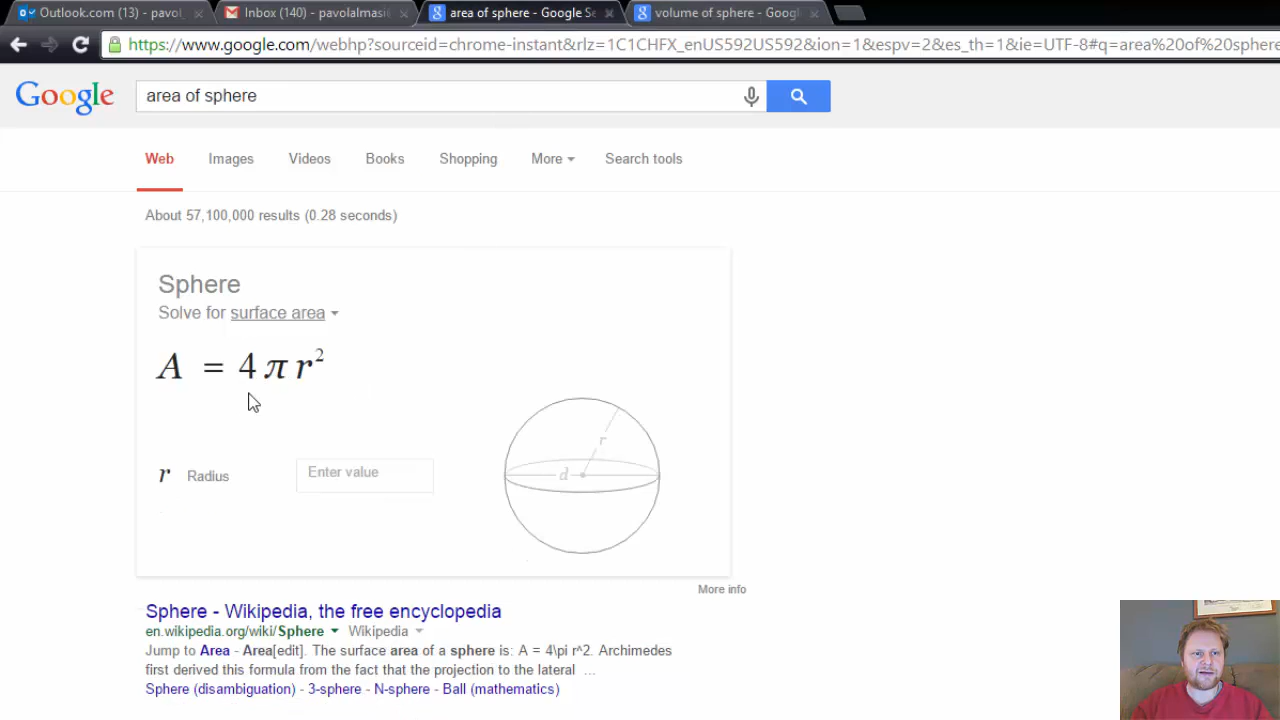 Outlook.com (13) - pavol Inbox (140) - pavolalmasi area of sphere - Google Se volume of sphere - Googl
https://www.google.com/webhp?sourceid=chrome-instant&rlz=1C1CHFX_enUS592US592&ion=1&espv=2&es_th=1&ie=UTF-8#q=area%20of%20sphere
Google area of sphere
Web Images Videos Books Shopping More Search tools
About 57,100,000 results (0.28 seconds)
Sphere
Solve for surface area
A = 4 π r²
r
d
r Radius Enter value
More info
Sphere - Wikipedia, the free encyclopedia
en.wikipedia.org/wiki/Sphere Wikipedia
Jump to Area - Area[edit]. The surface area of a sphere is: A = 4\pi r^2. Archimedes
first derived this formula from the fact that the projection to the lateral ...
Sphere (disambiguation) - 3-sphere - N-sphere - Ball (mathematics)